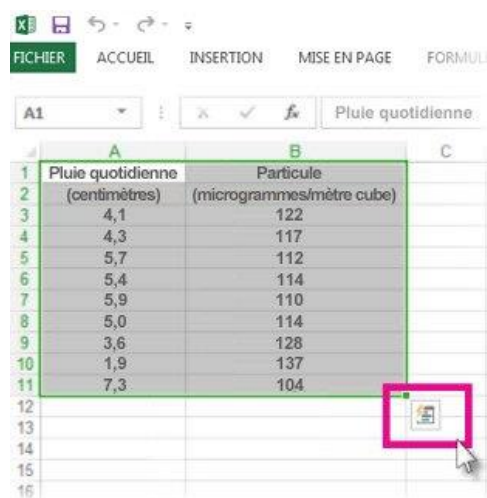 FICHIER ACCUEIL INSERTION MISE EN PAGE FORMUL
A1 fx Pluie quotidienne
A B C
1 Pluie quotidienne Particule
2 (centimètres) (microgrammes/mètre cube)
3 4,1 122
4 4,3 117
5 5,7 112
6 5,4 114
7 5,9 110
8 5,0 114
9 3,6 128
10 1,9 137
11 7,3 104
12
13
14
15
16